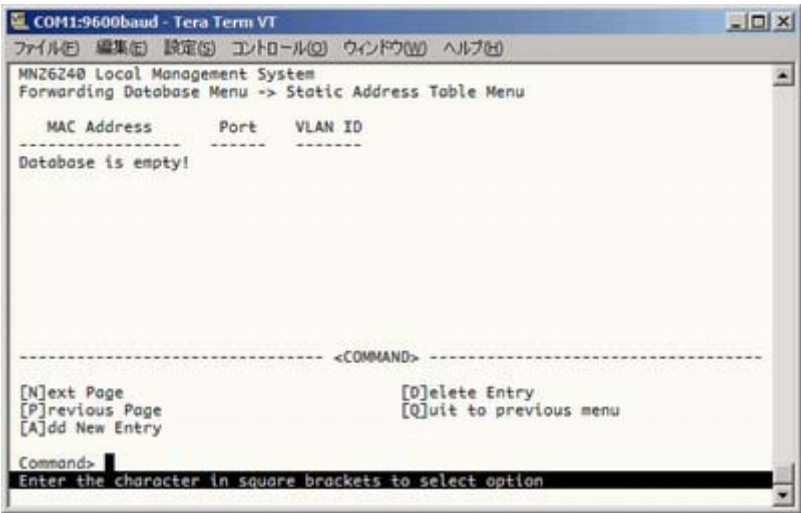 COM1:9600baud - Tera Term VT
ファイル(F) 編集(E) 設定(S) コントロール(O) ウィンドウ(W) ヘルプ(H)
MN26240 Local Management System
Forwarding Database Menu -> Static Address Table Menu
MAC Address Port VLAN ID
----------------- ------ -------
Database is empty!
-------------------------------- <COMMAND> -----------------------------------
[N]ext Page [D]elete Entry
[P]revious Page [Q]uit to previous menu
[A]dd New Entry
Command>
Enter the character in square brackets to select option